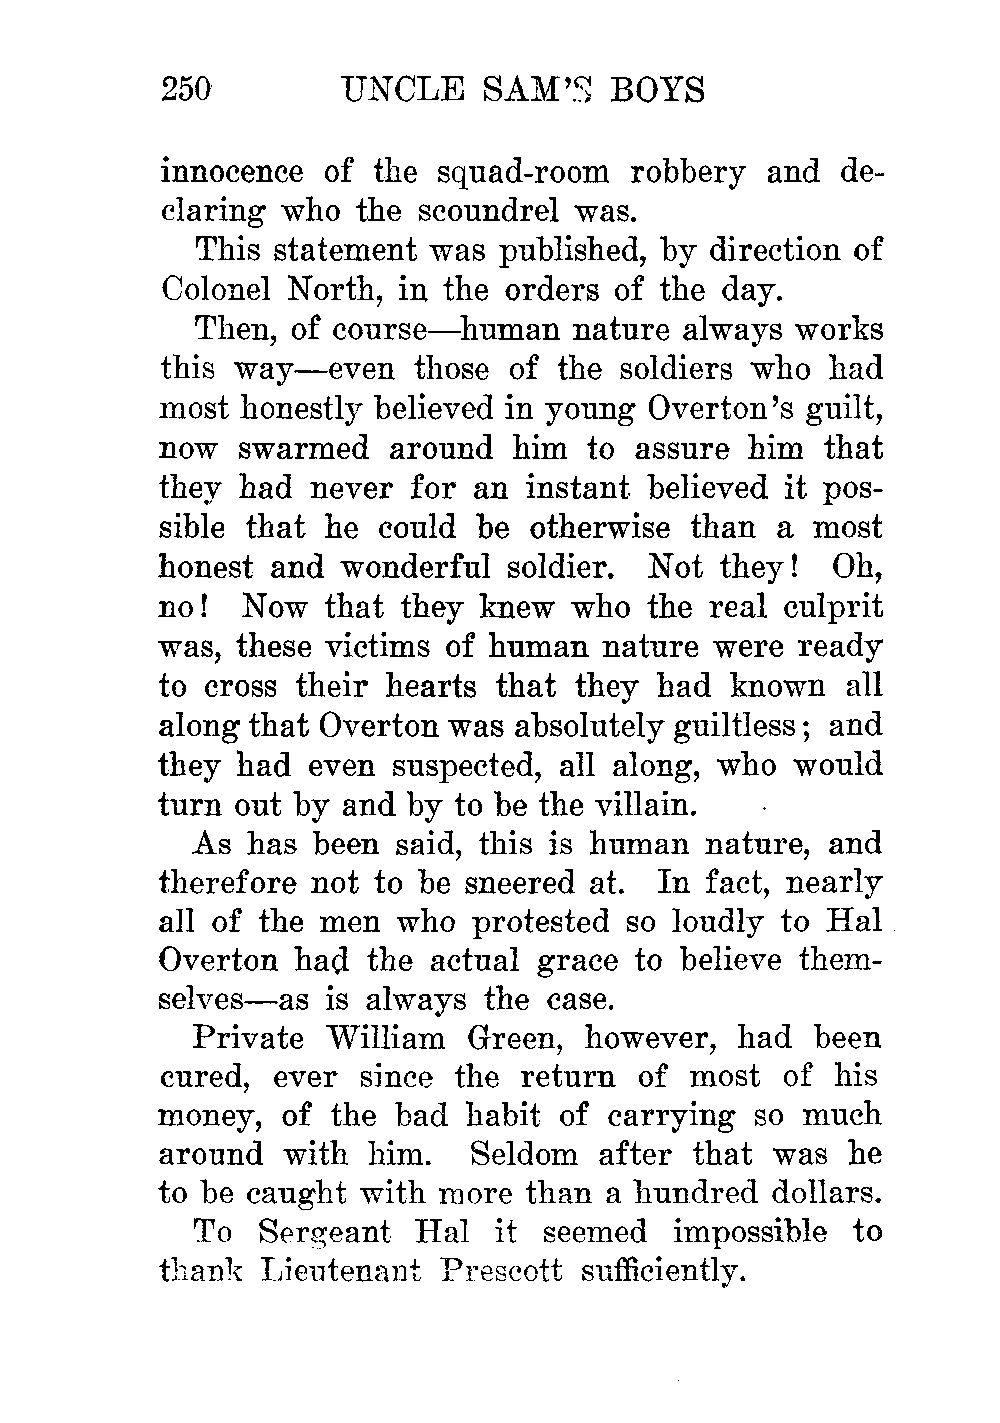 250 UNCLE SAM'S BOYS
innocence of the squad-room robbery and de-
claring who the scoundrel was.
This statement was published, by direction of
Colonel North, in the orders of the day.
Then, of course—human nature always works
this way—even those of the soldiers who had
most honestly believed in young Overton's guilt,
now swarmed around him to assure him that
they had never for an instant believed it pos-
sible that he could be otherwise than a most
honest and wonderful soldier. Not they! Oh,
no! Now that they knew who the real culprit
was, these victims of human nature were ready
to cross their hearts that they had known all
along that Overton was absolutely guiltless; and
they had even suspected, all along, who would
turn out by and by to be the villain.
As has been said, this is human nature, and
therefore not to be sneered at. In fact, nearly
all of the men who protested so loudly to Hal
Overton had the actual grace to believe them-
selves—as is always the case.
Private William Green, however, had been
cured, ever since the return of most of his
money, of the bad habit of carrying so much
around with him. Seldom after that was he
to be caught with more than a hundred dollars.
To Sergeant Hal it seemed impossible to
thank Lieutenant Prescott sufficiently.